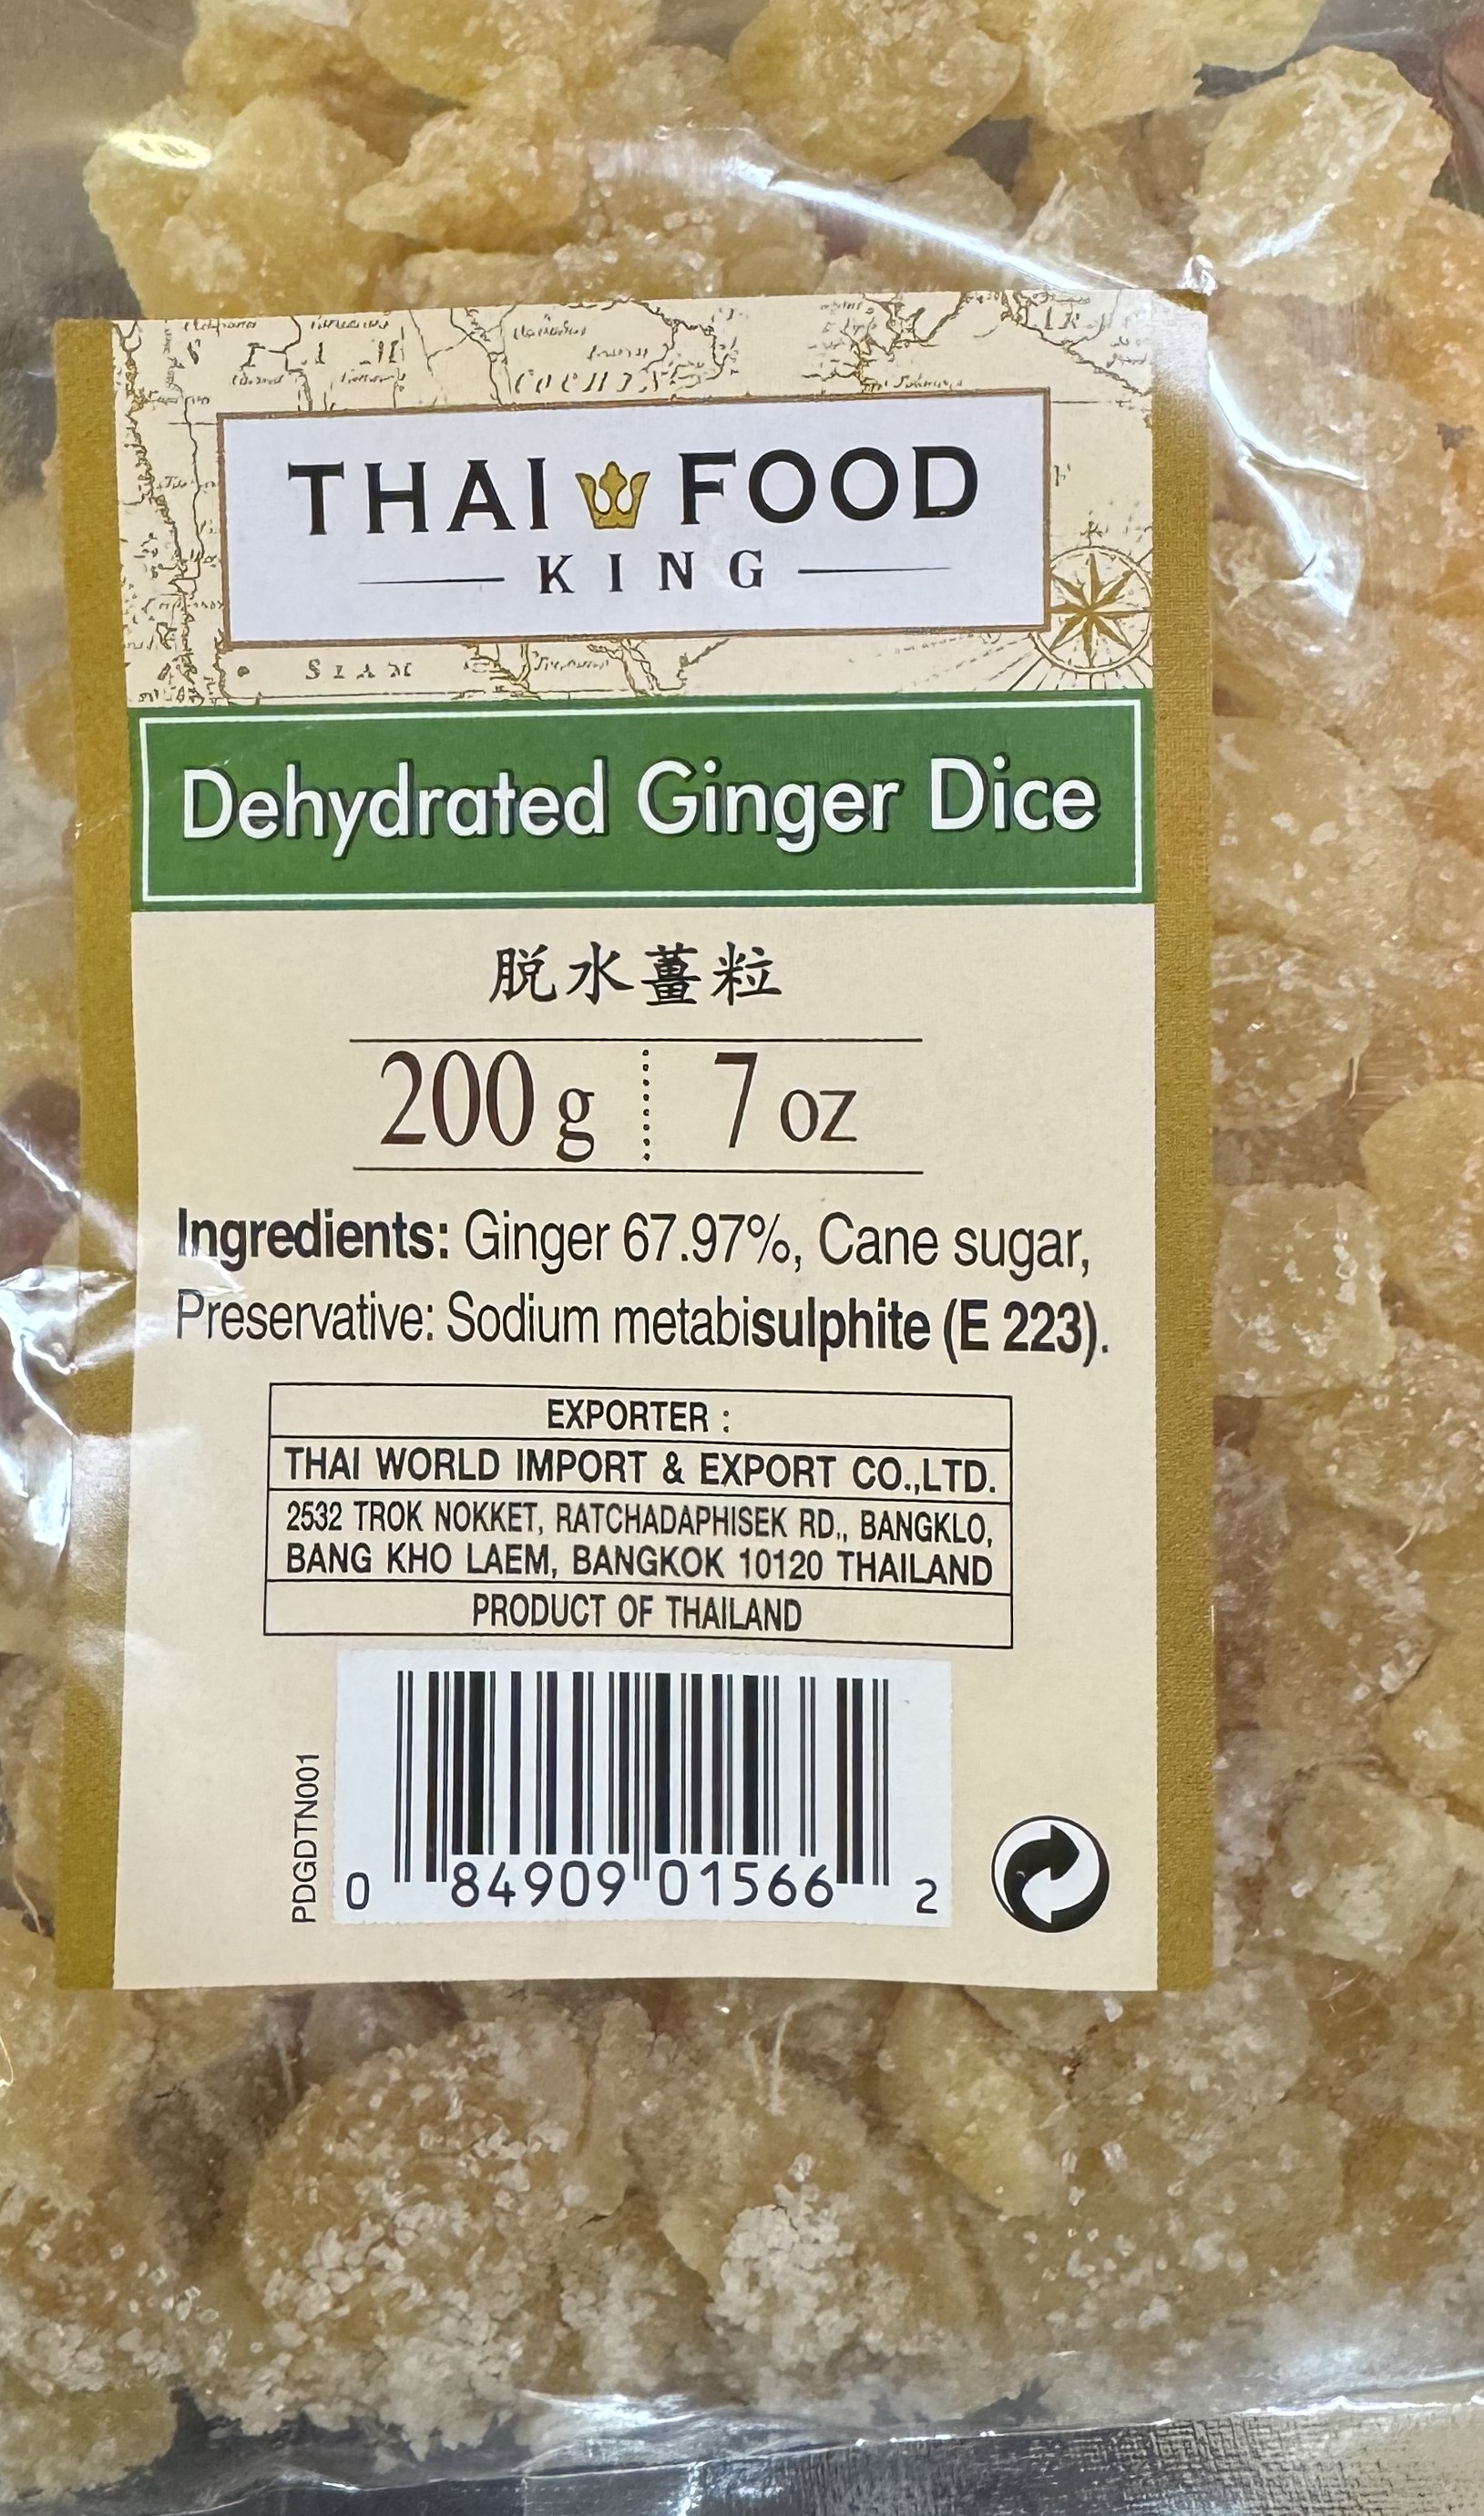 THAI FOOD
KING
SIAM
Dehydrated Ginger Dice
脱水薑粒
200 g 7 oz
Ingredients: Ginger 67.97%, Cane sugar,
Preservative: Sodium metabisulphite (E 223).
EXPORTER :
THAI WORLD IMPORT & EXPORT CO.,LTD.
2532 TROK NOKKET, RATCHADAPHISEK RD., BANGKLO,
BANG KHO LAEM, BANGKOK 10120 THAILAND
PRODUCT OF THAILAND
PDGDTN001
0 84909 01566 2